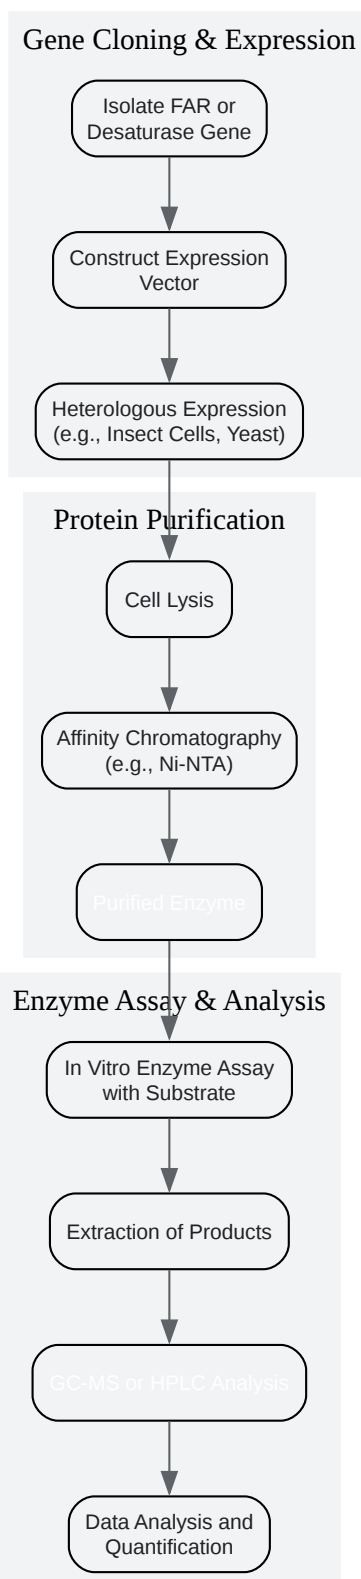 Gene Cloning & Expression
Isolate FAR or
Desaturase Gene
Construct Expression
Vector
Heterologous Expression
(e.g., Insect Cells, Yeast)
Protein Purification
Cell Lysis
Affinity Chromatography
(e.g., Ni-NTA)
Purified Enzyme
Enzyme Assay & Analysis
In Vitro Enzyme Assay
with Substrate
Extraction of Products
GC-MS or HPLC Analysis
Data Analysis and
Quantification